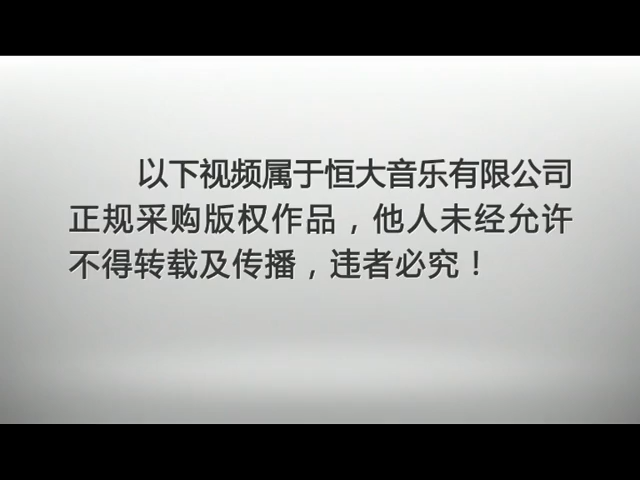 以下视频属于恒大音乐有限公司
正规采购版权作品，他人未经允许
不得转载及传播，违者必究！